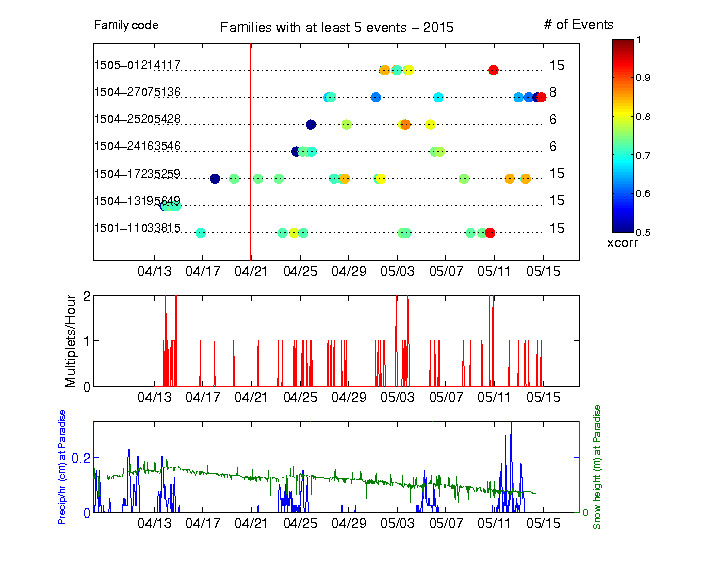 Family code
Families with at least 5 events − 2015
# of Events
1505−01214117
15
1504−27075136
8
1504−25205428
6
1504−24163546
6
1504−17235259
15
1504−13195649
15
1501−11033815
15
04/13 04/17 04/21 04/25 04/29 05/03 05/07 05/11 05/15
1
0.9
0.8
0.7
0.6
0.5
xcorr
Multiplets/Hour
2
1
0
04/13 04/17 04/21 04/25 04/29 05/03 05/07 05/11 05/15
Precip/hr (cm) at Paradise
0.2
0
Snow height (m) at Paradise
0
04/13 04/17 04/21 04/25 04/29 05/03 05/07 05/11 05/15